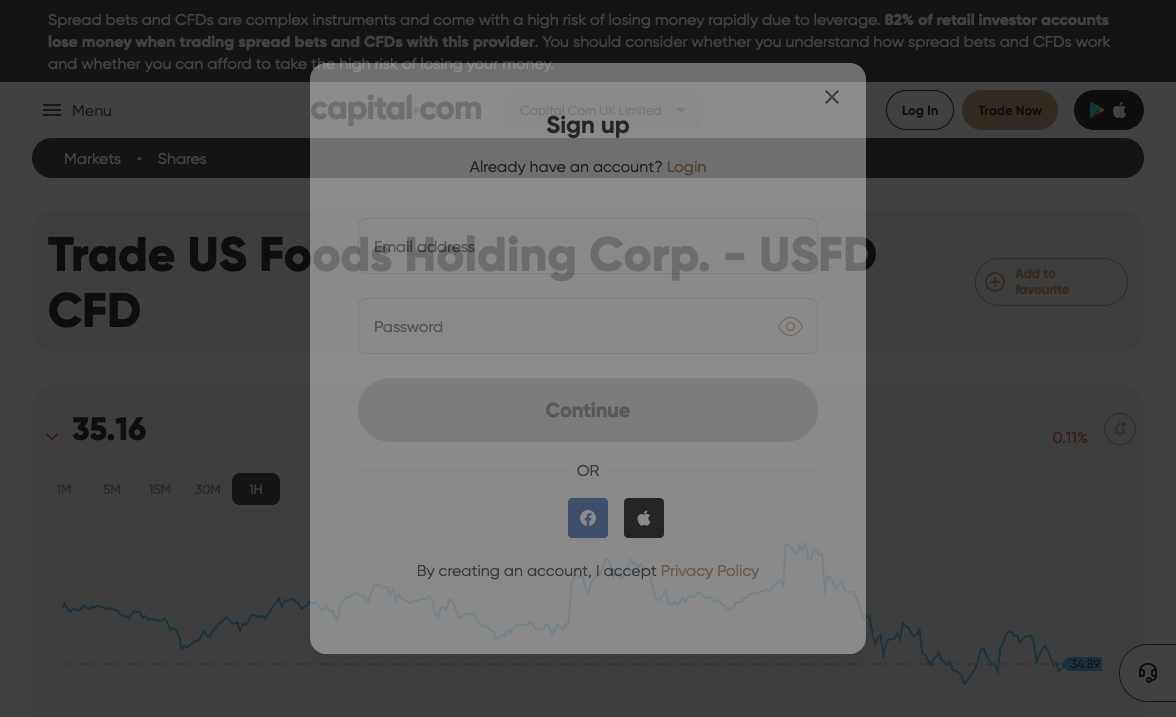 Spread bets and CFDs are complex instruments and come with a high risk of losing money rapidly due to leverage. 82% of retail investor accounts
lose money when trading spread bets and CFDs with this provider. You should consider whether you understand how spread bets and CFDs work
and whether you can afford to take the high risk of losing your money.
Menu
capital.com
Capital Com UK Limited
Log In
Trade Now
Sign up
Markets • Shares
Already have an account? Login
Trade US Foods Holding Corp. - USFD
CFD
Add to
favourite
Email address
Password
Continue
35.16
0.11%
OR
1M 5M 15M 30M 1H
By creating an account, I accept Privacy Policy
34.89